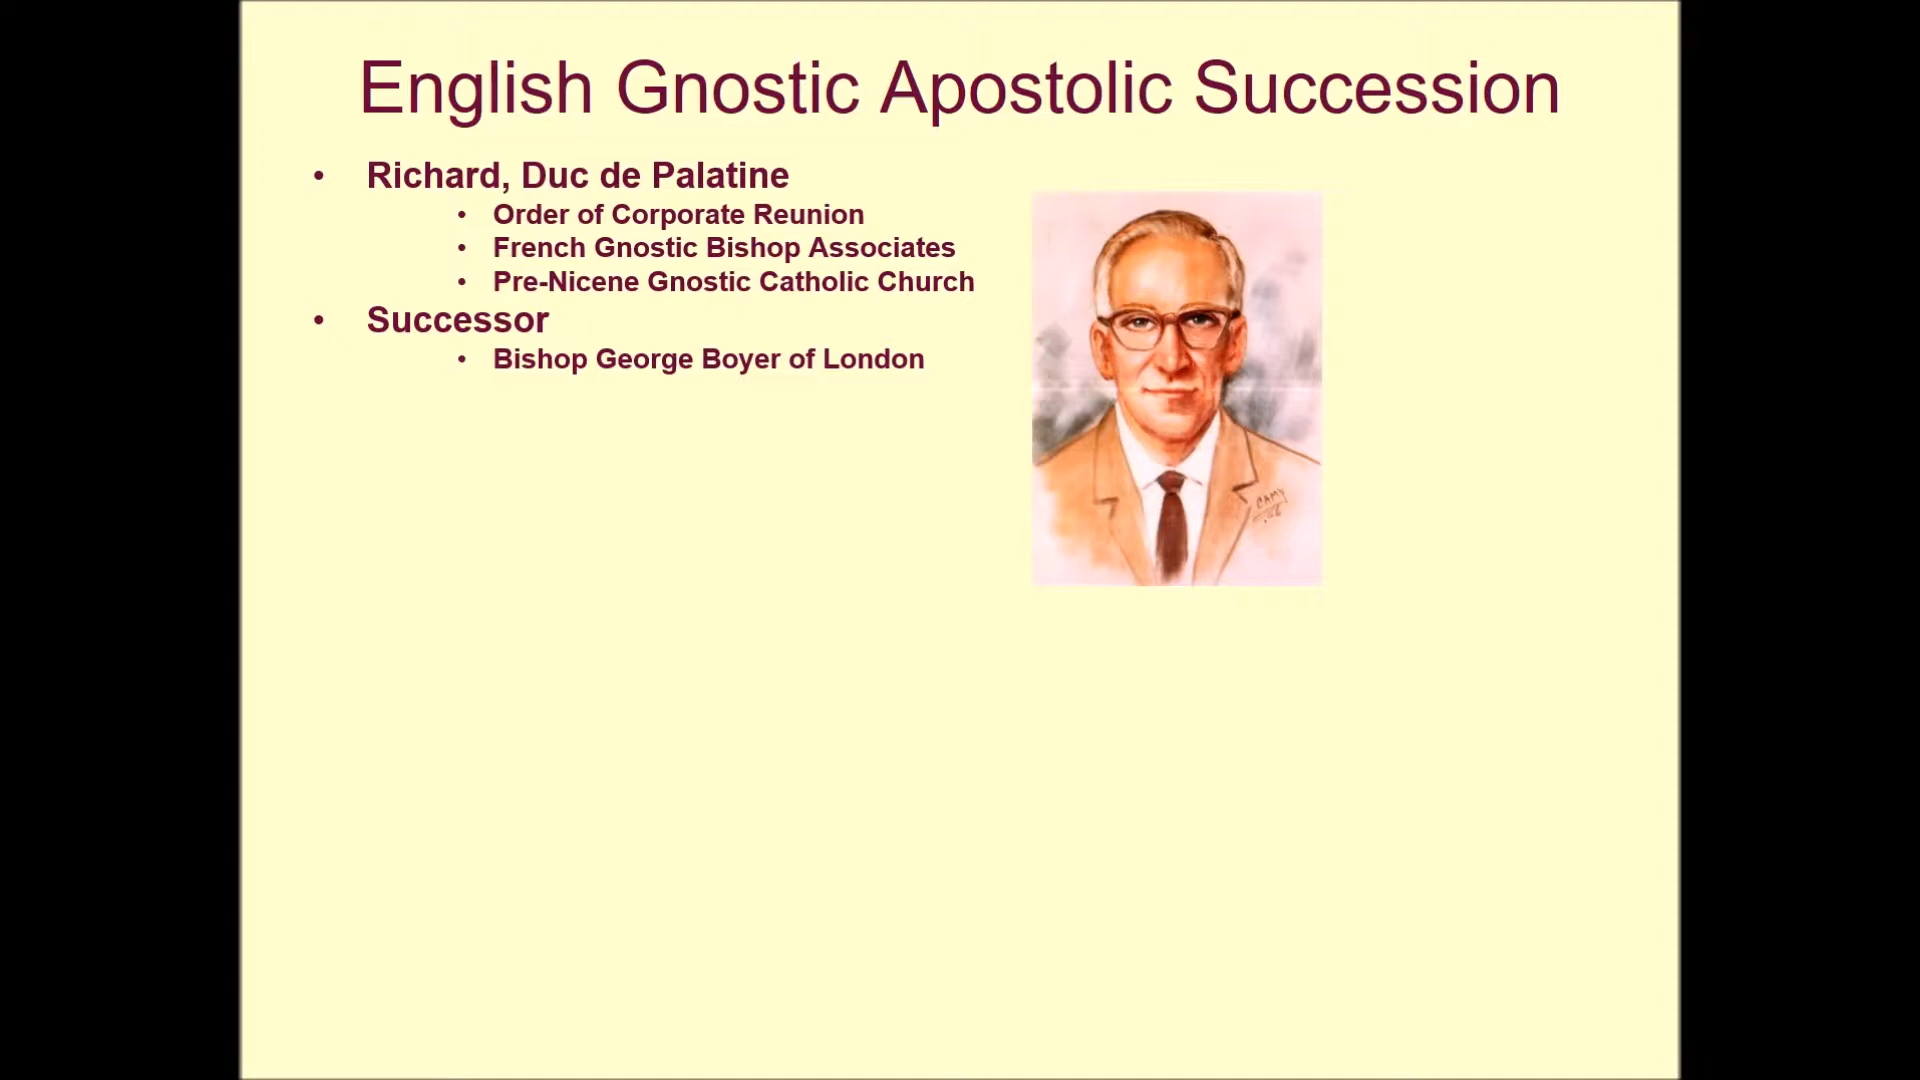 English Gnostic Apostolic Succession
• Richard, Duc de Palatine
• Order of Corporate Reunion
• French Gnostic Bishop Associates
• Pre-Nicene Gnostic Catholic Church
• Successor
• Bishop George Boyer of London
CAMY